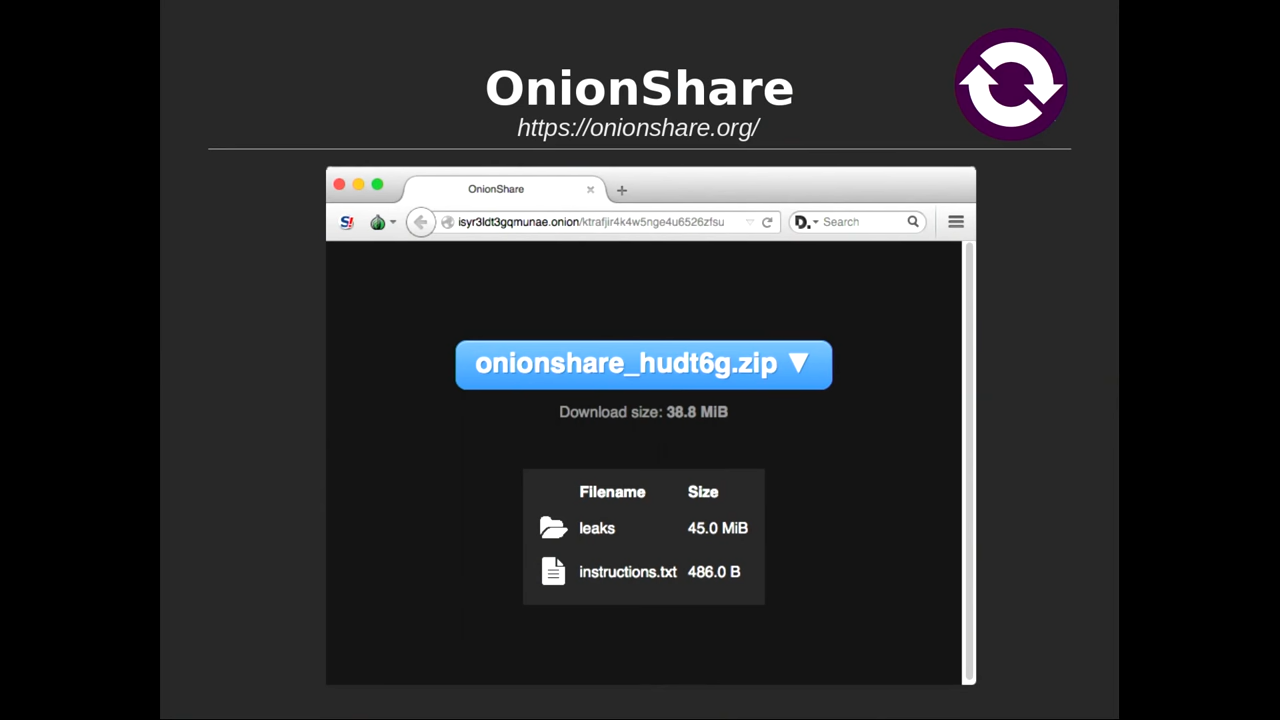 OnionShare
https://onionshare.org/
OnionShare
isyr3ldt3gqmunae.onion/ktrafjir4k4w5nge4u6526zfsu
Search
onionshare_hudt6g.zip ▼
Download size: 38.8 MiB
Filename Size
leaks 45.0 MiB
instructions.txt 486.0 B